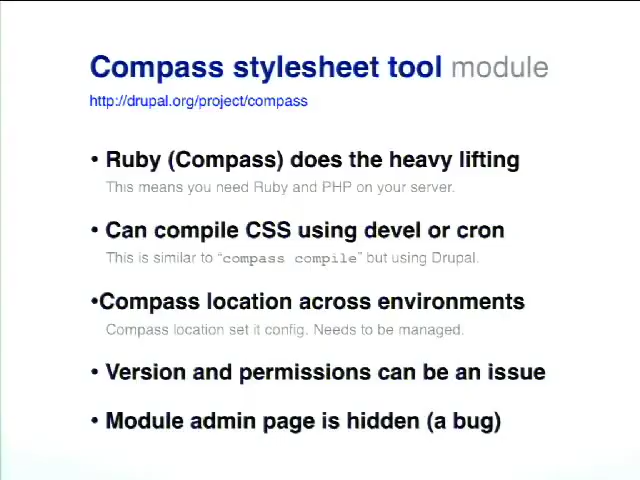 Compass stylesheet tool module
http://drupal.org/project/compass
• Ruby (Compass) does the heavy lifting
This means you need Ruby and PHP on your server.
• Can compile CSS using devel or cron
This is similar to “compass compile” but using Drupal.
•Compass location across environments
Compass location set it config. Needs to be managed.
• Version and permissions can be an issue
• Module admin page is hidden (a bug)